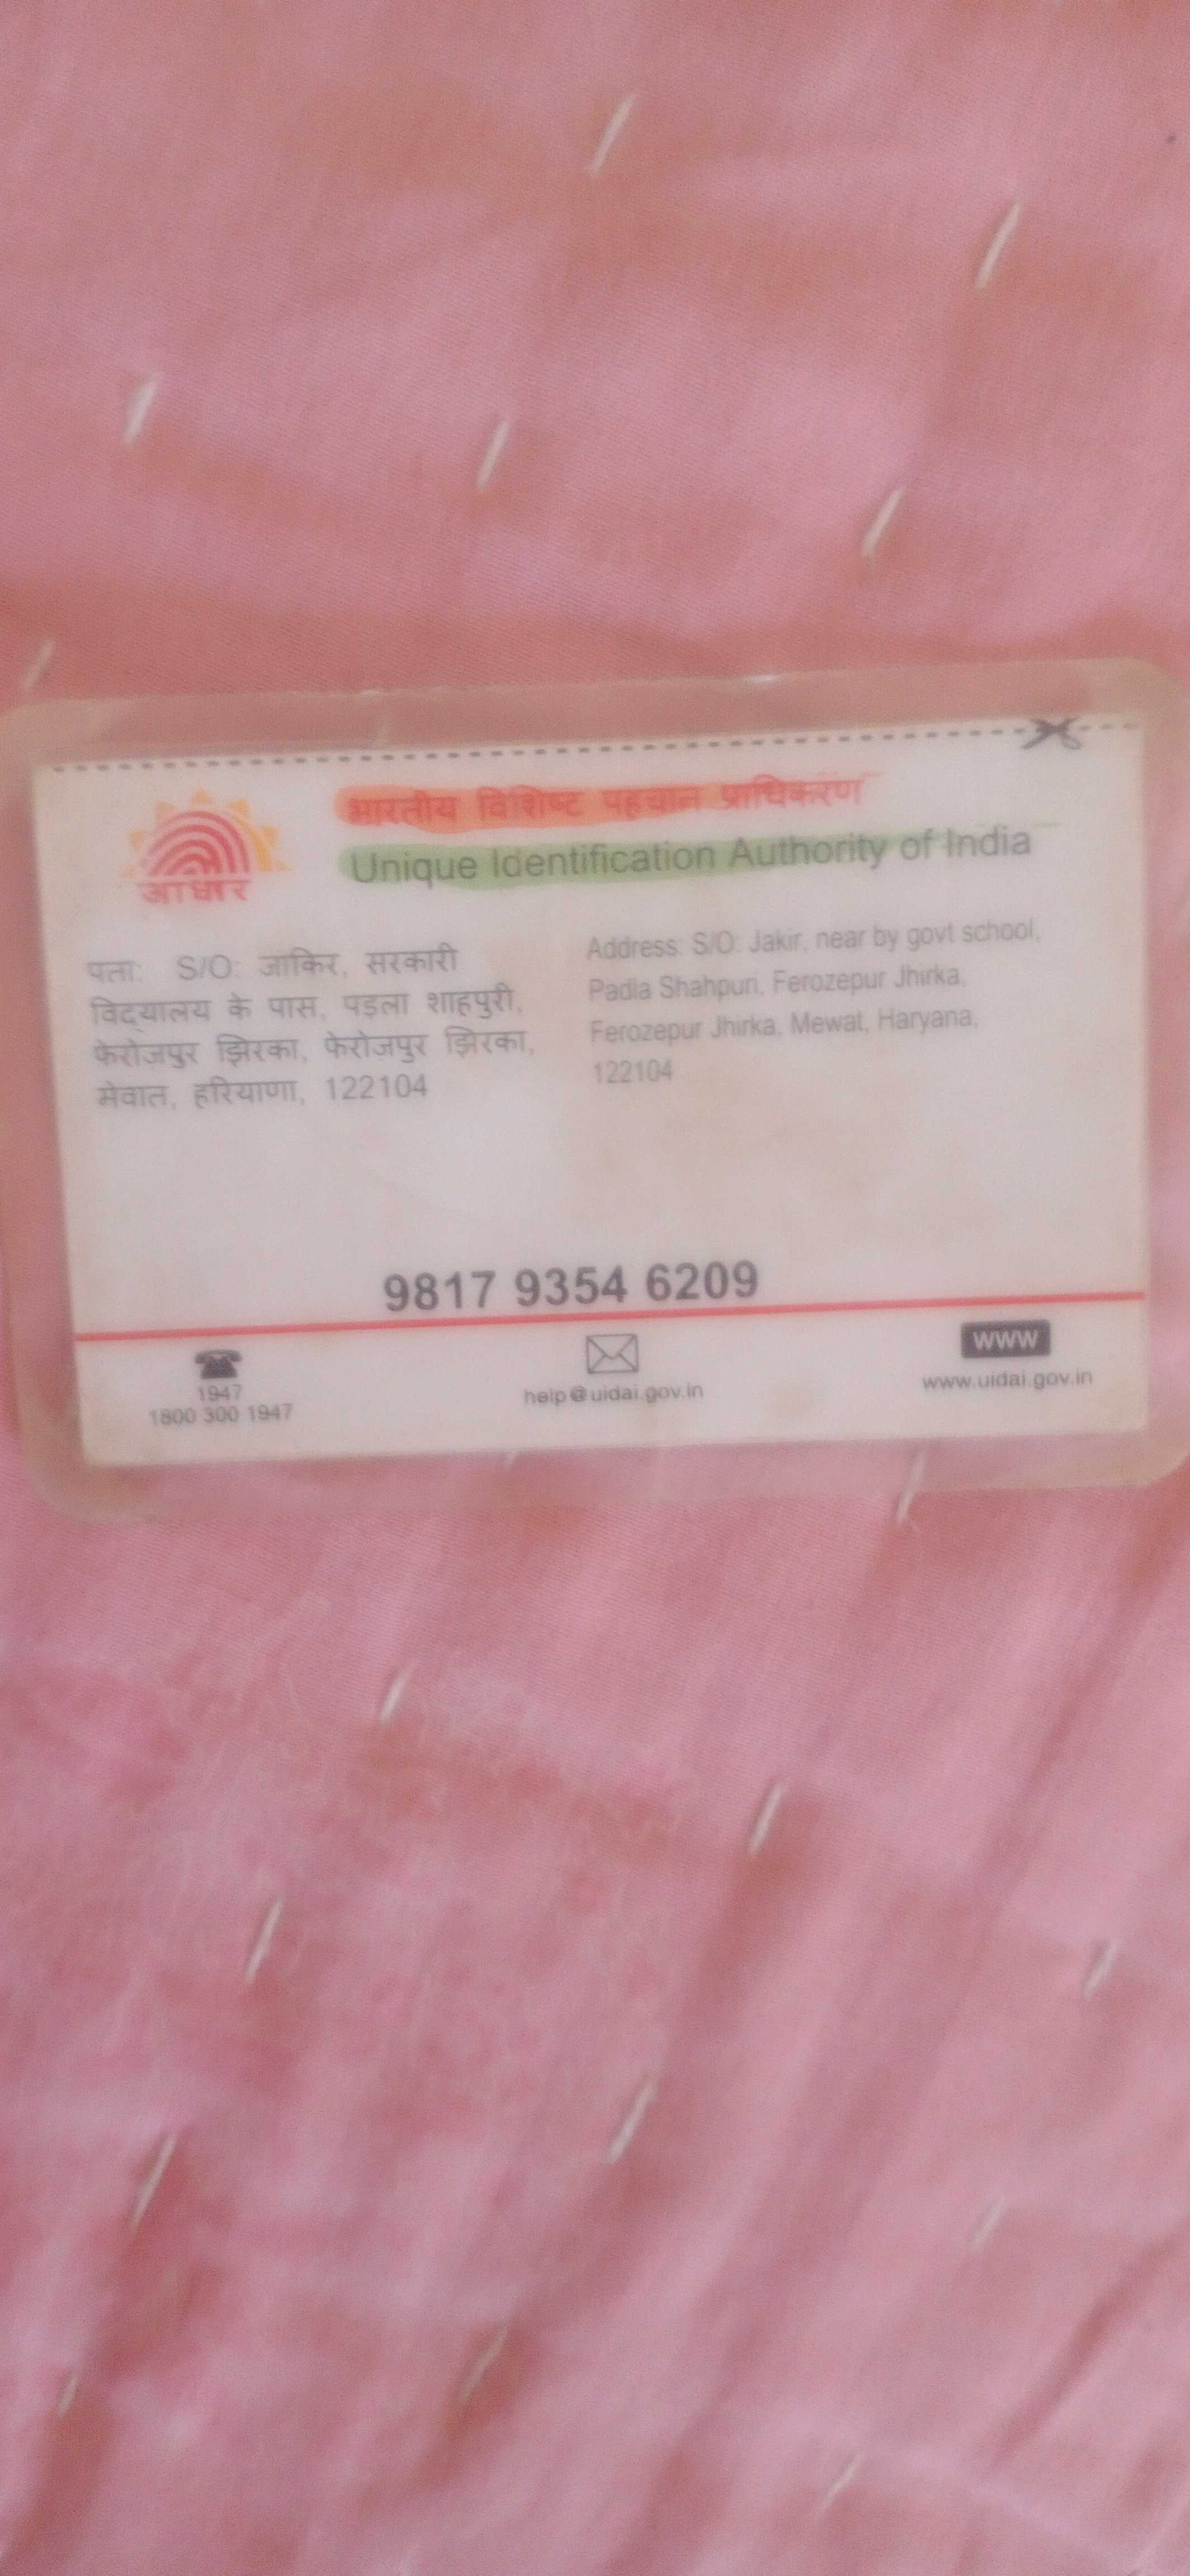 भारतीय विशिष्ट पहचान प्राधिकरण
Unique Identification Authority of India
आधार
पता: S/O: जाकिर, सरकारी
विद्यालय के पास, पड़ला शाहपुरी,
फेरोज़पुर झिरका, फेरोज़पुर झिरका,
मेवात, हरियाणा, 122104
Address: S/O: Jakir, near by govt school,
Padla Shahpuri, Ferozepur Jhirka,
Ferozepur Jhirka, Mewat, Haryana,
122104
9817 9354 6209
1947
1800 300 1947
help@uidai.gov.in
WWW
www.uidai.gov.in